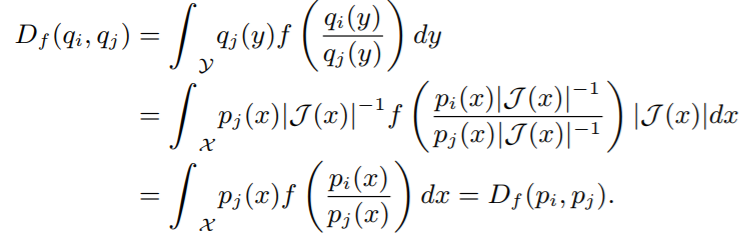 $D_f(q_i, q_j) = \int_{\mathcal{Y}} q_j(y) f\left(\frac{q_i(y)}{q_j(y)}\right) dy$
$= \int_{\mathcal{X}} p_j(x)|\mathcal{J}(x)|^{-1} f\left(\frac{p_i(x)|\mathcal{J}(x)|^{-1}}{p_j(x)|\mathcal{J}(x)|^{-1}}\right) |\mathcal{J}(x)| dx$
$= \int_{\mathcal{X}} p_j(x) f\left(\frac{p_i(x)}{p_j(x)}\right) dx = D_f(p_i, p_j).$